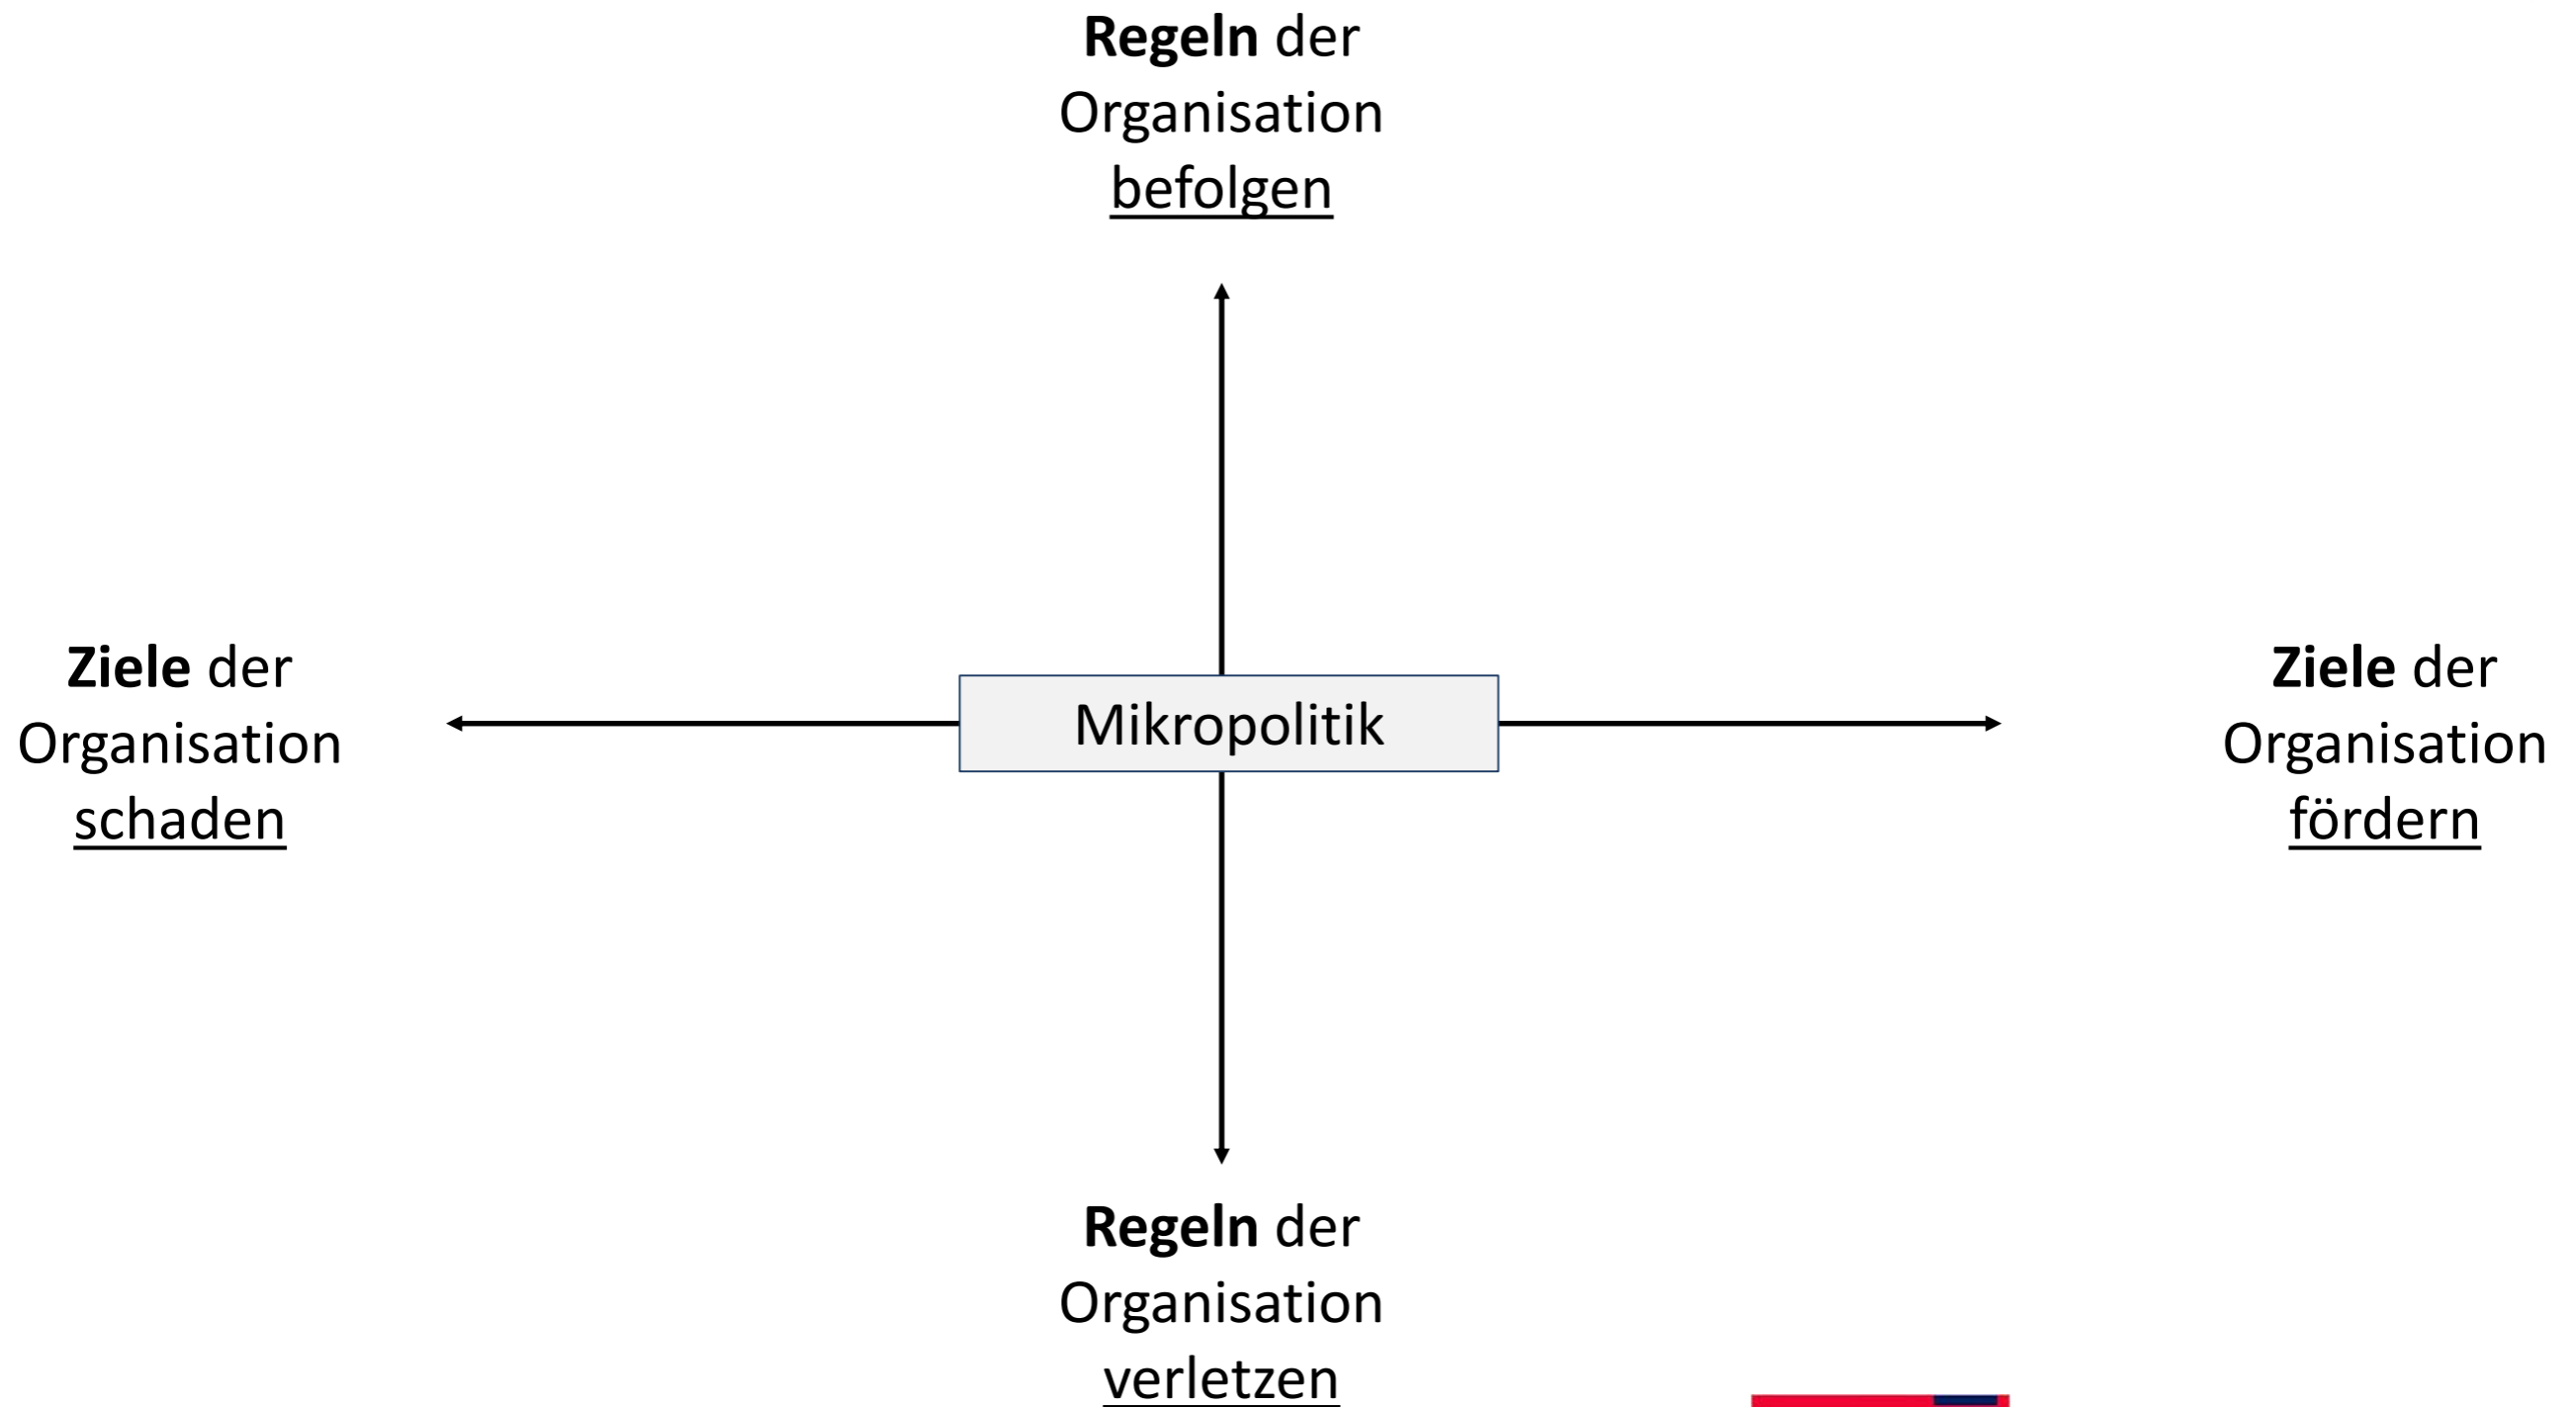 Regeln der
Organisation
befolgen
Ziele der
Organisation
schaden
Mikropolitik
Ziele der
Organisation
fördern
Regeln der
Organisation
verletzen